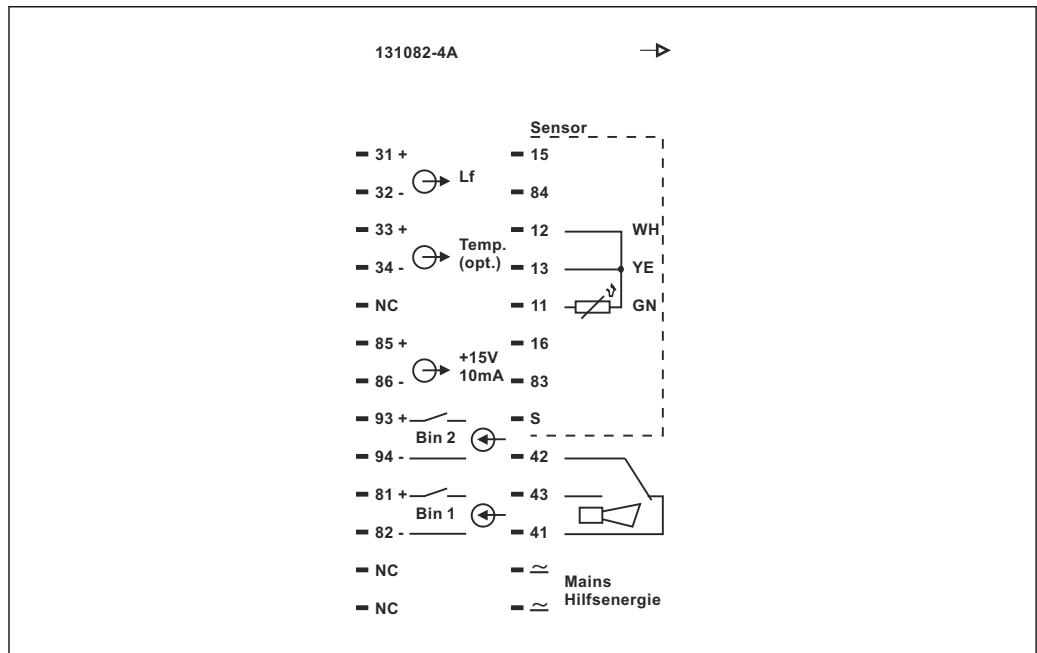 131082-4A
Sensor
31 +
15
Lf
32 -
84
33 +
12
WH
Temp.
(opt.)
34 -
13
YE
NC
11
GN
85 +
16
+15V
10mA
86 -
83
93 +
S
Bin 2
94 -
42
81 +
43
Bin 1
82 -
41
NC
≃
Mains
Hilfsenergie
NC
≃